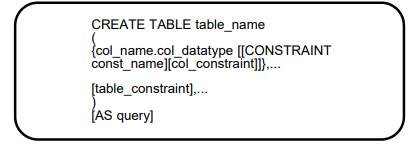 CREATE TABLE table_name
(
{col_name.col_datatype [[CONSTRAINT
const_name][col_constraint]]},...
[table_constraint],...
)
[AS query]